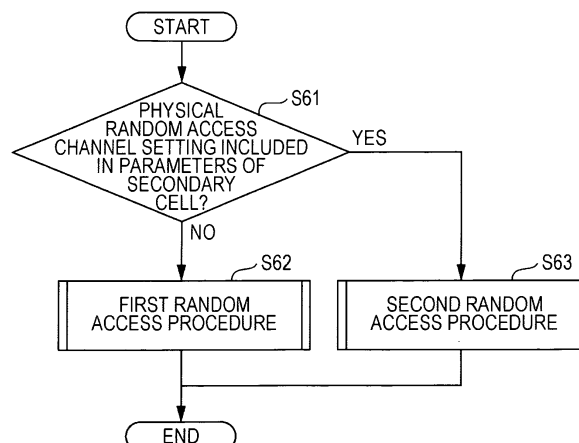 START
S61
PHYSICAL
RANDOM ACCESS
CHANNEL SETTING INCLUDED
IN PARAMETERS OF
SECONDARY
CELL?
YES
NO
S62
FIRST RANDOM
ACCESS PROCEDURE
S63
SECOND RANDOM
ACCESS PROCEDURE
END